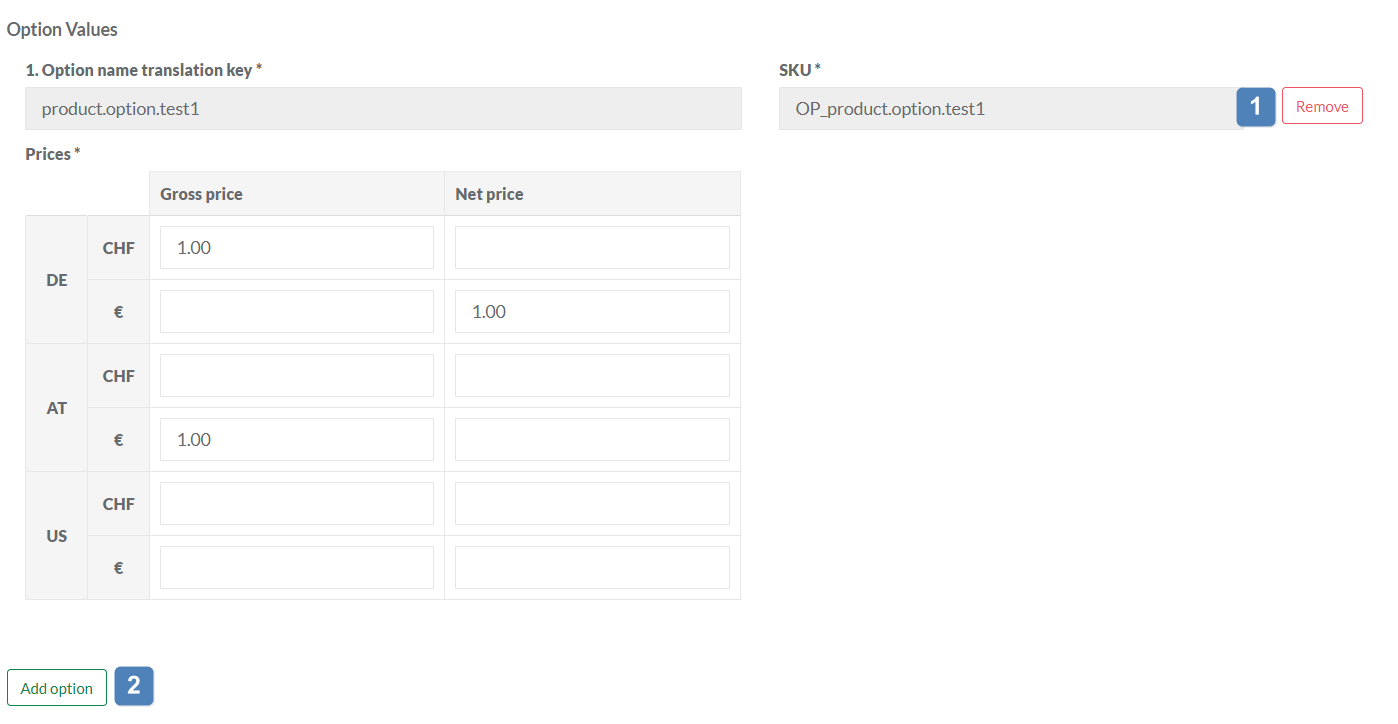 Option Values
1. Option name translation key *
SKU *
product.option.test1
OP_product.option.test1
1
Remove
Prices *
Gross price
Net price
DE
CHF
1.00
€
1.00
AT
CHF
€
1.00
US
CHF
€
Add option
2